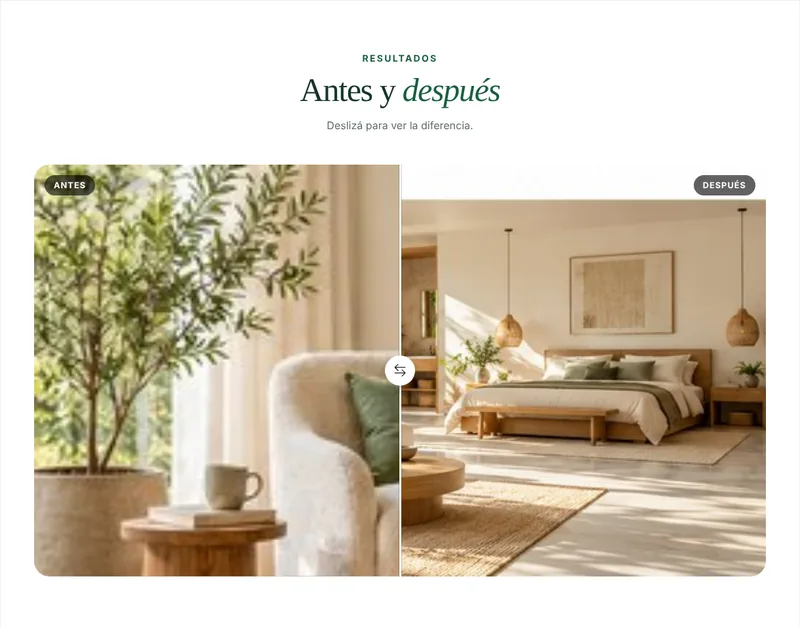 RESULTADOS
Antes y después
Deslizá para ver la diferencia.
ANTES
DESPUÉS